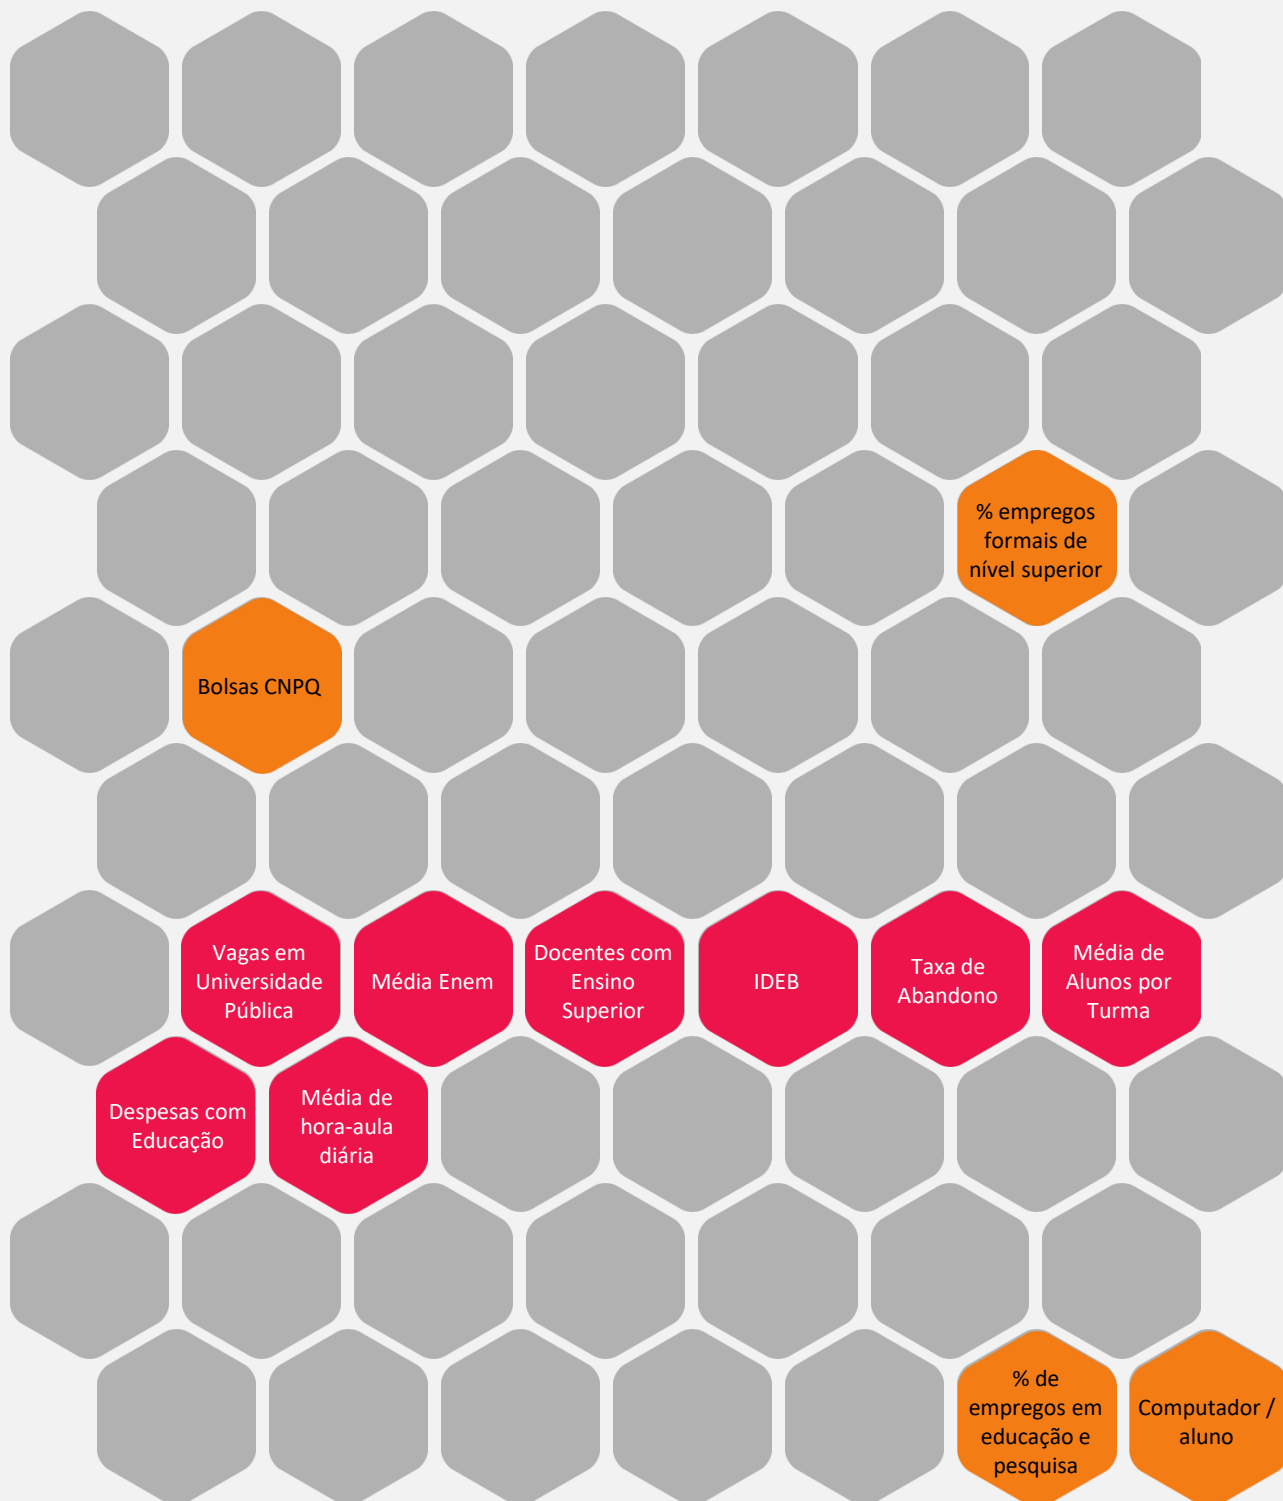 % empregos
formais de
nível superior
Bolsas CNPQ
Vagas em
Universidade
Pública
Média Enem
Docentes com
Ensino
Superior
IDEB
Taxa de
Abandono
Média de
Alunos por
Turma
Despesas com
Educação
Média de
hora-aula
diária
% de
empregos em
educação e
pesquisa
Computador /
aluno